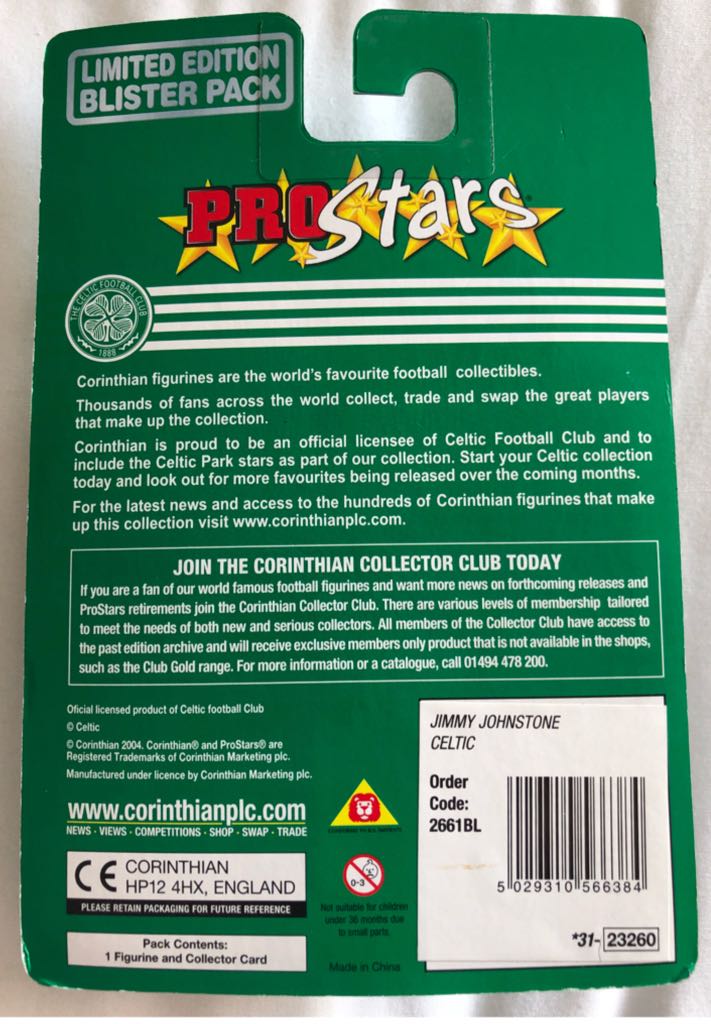 LIMITED EDITION
BLISTER PACK
PROStars
THE CELTIC FOOTBALL CLUB
1888
Corinthian figurines are the world's favourite football collectibles.
Thousands of fans across the world collect, trade and swap the great players
that make up the collection.
Corinthian is proud to be an official licensee of Celtic Football Club and to
include the Celtic Park stars as part of our collection. Start your Celtic collection
today and look out for more favourites being released over the coming months.
For the latest news and access to the hundreds of Corinthian figurines that make
up this collection visit www.corinthianplc.com.
JOIN THE CORINTHIAN COLLECTOR CLUB TODAY
If you are a fan of our world famous football figurines and want more news on forthcoming releases and
ProStars retirements join the Corinthian Collector Club. There are various levels of membership tailored
to meet the needs of both new and serious collectors. All members of the Collector Club have access to
the past edition archive and will receive exclusive members only product that is not available in the shops,
such as the Club Gold range. For more information or a catalogue, call 01494 478 200.
Oficial licensed product of Celtic football Club
© Celtic
© Corinthian 2004. Corinthian® and ProStars® are
Registered Trademarks of Corinthian Marketing plc.
Manufactured under licence by Corinthian Marketing plc.
www.corinthianplc.com
NEWS · VIEWS · COMPETITIONS · SHOP · SWAP · TRADE
CE CORINTHIAN
HP12 4HX, ENGLAND
PLEASE RETAIN PACKAGING FOR FUTURE REFERENCE
Pack Contents:
1 Figurine and Collector Card
0-3
Not suitable for children
under 36 months due
to small parts.
Made in China
JIMMY JOHNSTONE
CELTIC
Order
Code:
2661BL
5 029310 566384
*31- 23260